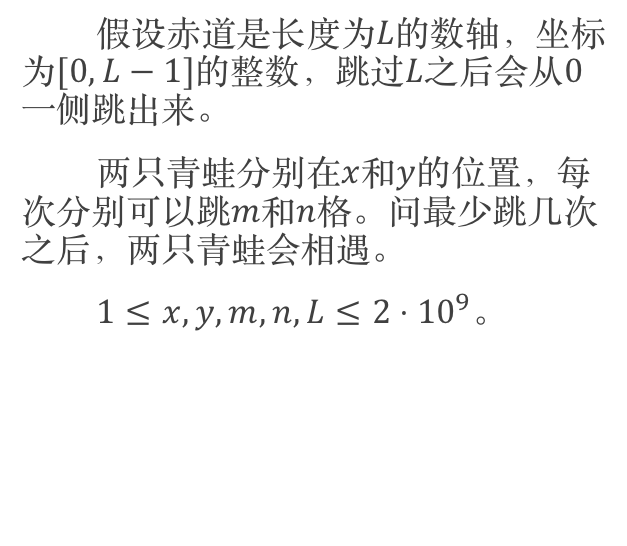 假设赤道是长度为L的数轴，坐标
为[0, L − 1]的整数，跳过L之后会从0
一侧跳出来。
两只青蛙分别在x和y的位置，每
次分别可以跳m和n格。问最少跳几次
之后，两只青蛙会相遇。
1 ≤ x, y, m, n, L ≤ 2 · 10⁹。